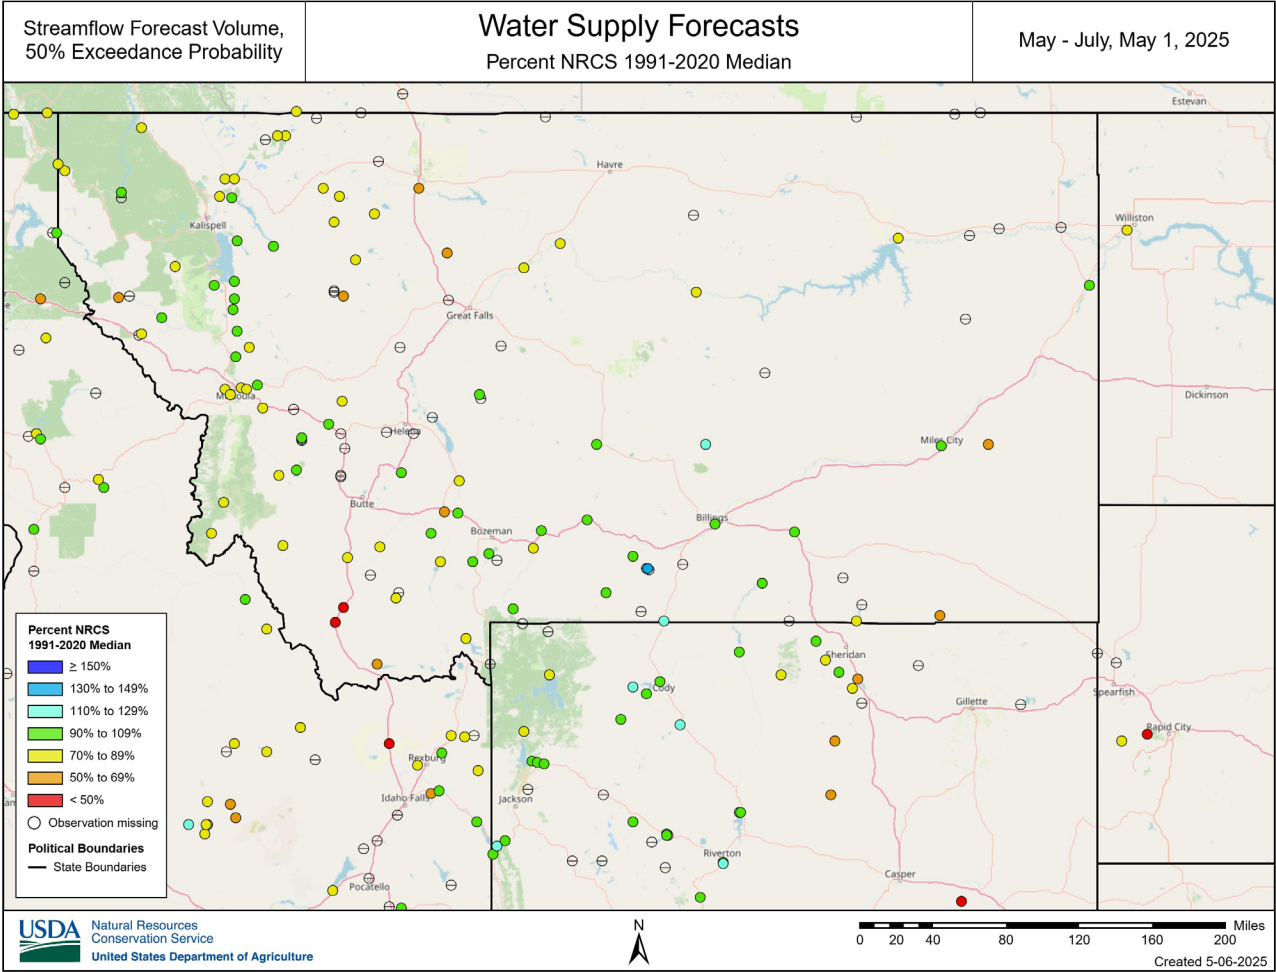 Streamflow Forecast Volume,
50% Exceedance Probability
Water Supply Forecasts
Percent NRCS 1991-2020 Median
May - July, May 1, 2025
Estevan
Havre
Williston
Kalispell
Great Falls
Dickinson
Missoula
Helena
Miles City
Butte
Billings
Bozeman
Sheridan
Cody
Spearfish
Gillette
Rapid City
Rexburg
Idaho Falls
Jackson
Riverton
Casper
Pocatello
Percent NRCS
1991-2020 Median
≥ 150%
130% to 149%
110% to 129%
90% to 109%
70% to 89%
50% to 69%
< 50%
Observation missing
Political Boundaries
State Boundaries
USDA
Natural Resources
Conservation Service
United States Department of Agriculture
N
Miles
0 20 40 80 120 160 200
Created 5-06-2025